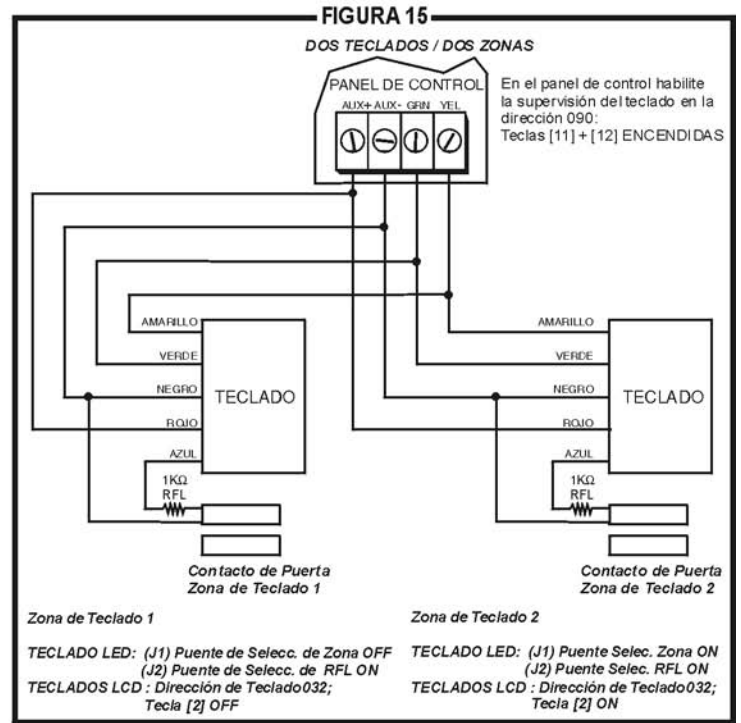 FIGURA 15
DOS TECLADOS / DOS ZONAS
PANEL DE CONTROL
AUX+ AUX- GRN YEL
En el panel de control habilite
la supervisión del teclado en la
dirección 090:
Teclas [11] + [12] ENCENDIDAS
AMARILLO
VERDE
NEGRO
ROJO
AZUL
TECLADO
1KΩ
RFL
Contacto de Puerta
Zona de Teclado 1
AMARILLO
VERDE
NEGRO
ROJO
AZUL
TECLADO
1KΩ
RFL
Contacto de Puerta
Zona de Teclado 2
Zona de Teclado 1
TECLADO LED: (J1) Puente de Selecc. de Zona OFF
(J2) Puente de Selecc. de RFL ON
TECLADOS LCD : Dirección de Teclado032;
Tecla [2] OFF
Zona de Teclado 2
TECLADO LED: (J1) Puente Selec. Zona ON
(J2) Puente Selec. RFL ON
TECLADOS LCD : Dirección de Teclado032;
Tecla [2] ON